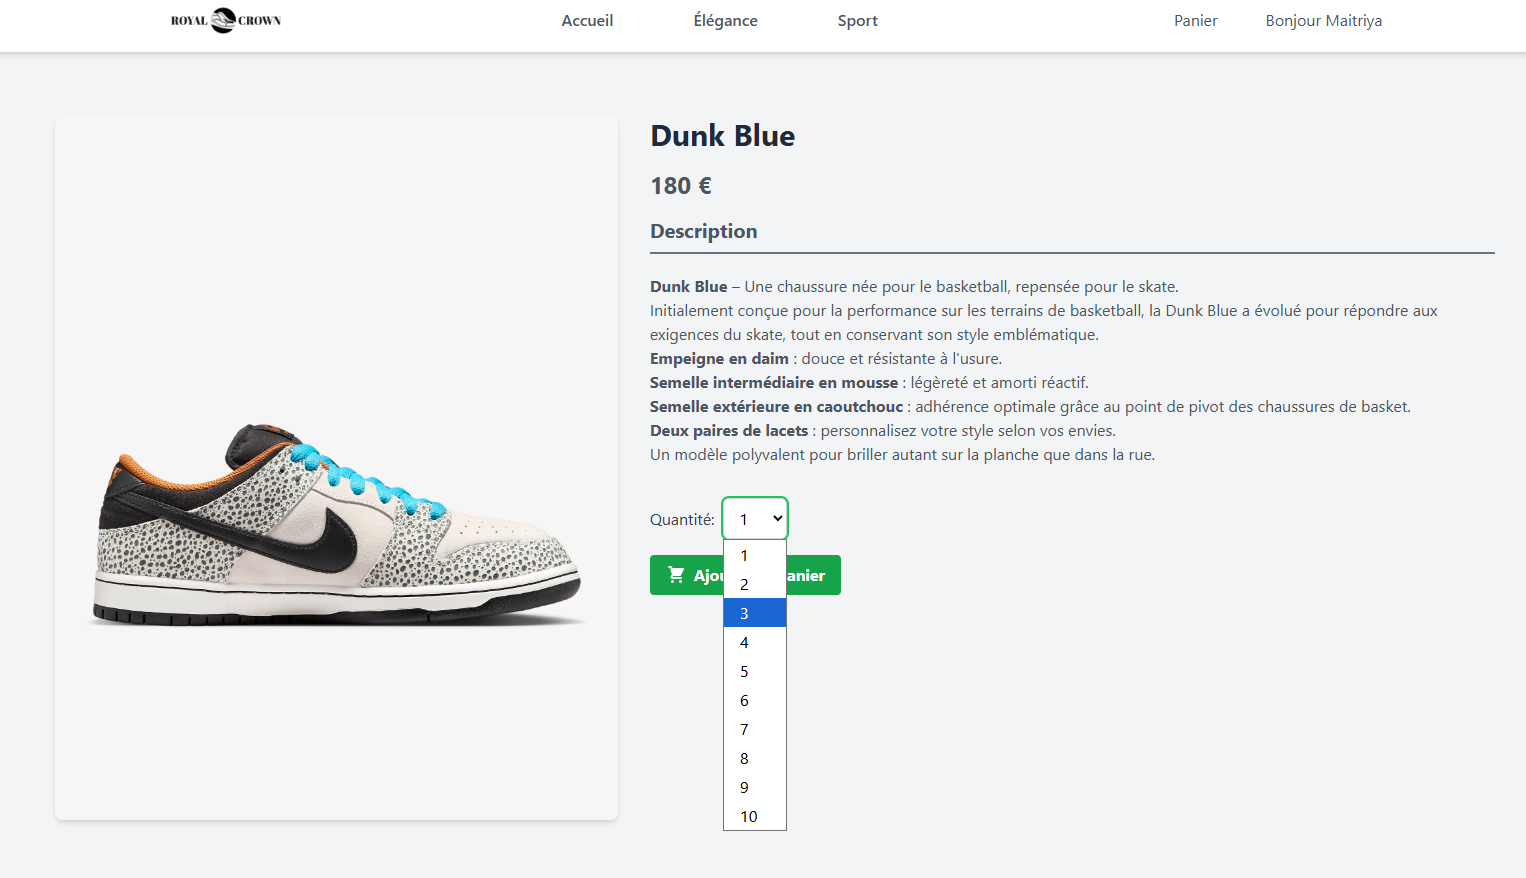 ROYAL CROWN
Accueil
Élégance
Sport
Panier
Bonjour Maitriya
Dunk Blue
180 €
Description
Dunk Blue – Une chaussure née pour le basketball, repensée pour le skate.
Initialement conçue pour la performance sur les terrains de basketball, la Dunk Blue a évolué pour répondre aux
exigences du skate, tout en conservant son style emblématique.
Empeigne en daim : douce et résistante à l'usure.
Semelle intermédiaire en mousse : légèreté et amorti réactif.
Semelle extérieure en caoutchouc : adhérence optimale grâce au point de pivot des chaussures de basket.
Deux paires de lacets : personnalisez votre style selon vos envies.
Un modèle polyvalent pour briller autant sur la planche que dans la rue.
Quantité: 1
Ajou anier
1
2
3
4
5
6
7
8
9
10